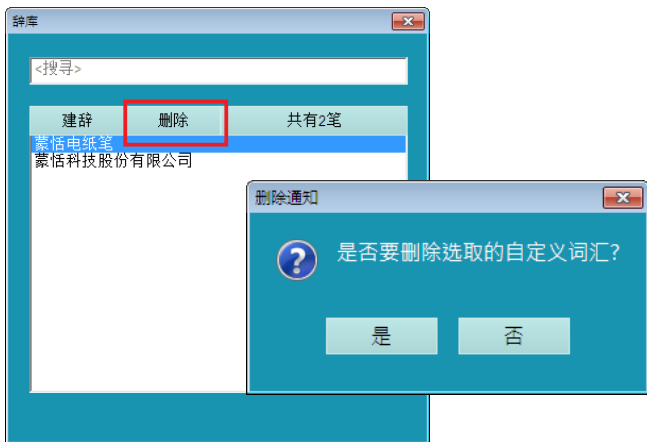 辞库
<搜寻>
建辞 删除 共有2笔
蒙恬电纸笔
蒙恬科技股份有限公司
删除通知
是否要删除选取的自定义词汇?
是 否